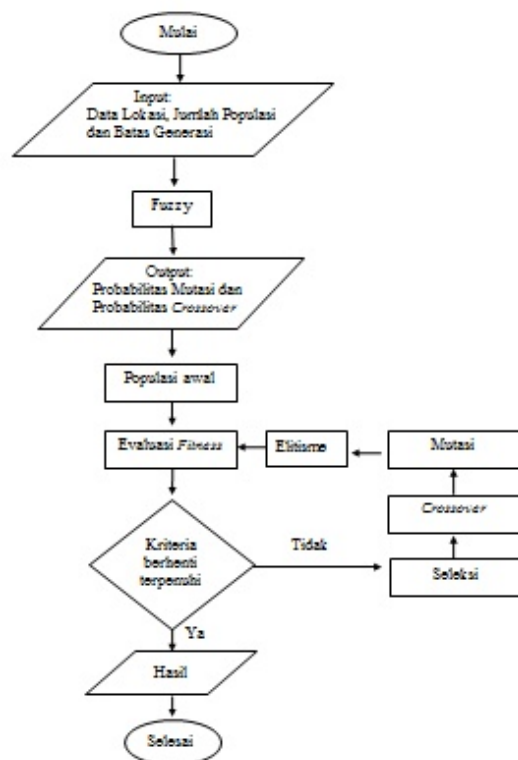 Mulai
Input:
Data Lokasi, Jumlah Populasi
dan Batas Generasi
Fuzzy
Output:
Probabilitas Mutasi dan
Probabilitas Crossover
Populasi awal
Evaluasi Fitness
Elitisme
Mutasi
Crossover
Seleksi
Kriteria
berhenti
terpenuhi
Tidak
Ya
Hasil
Selesai